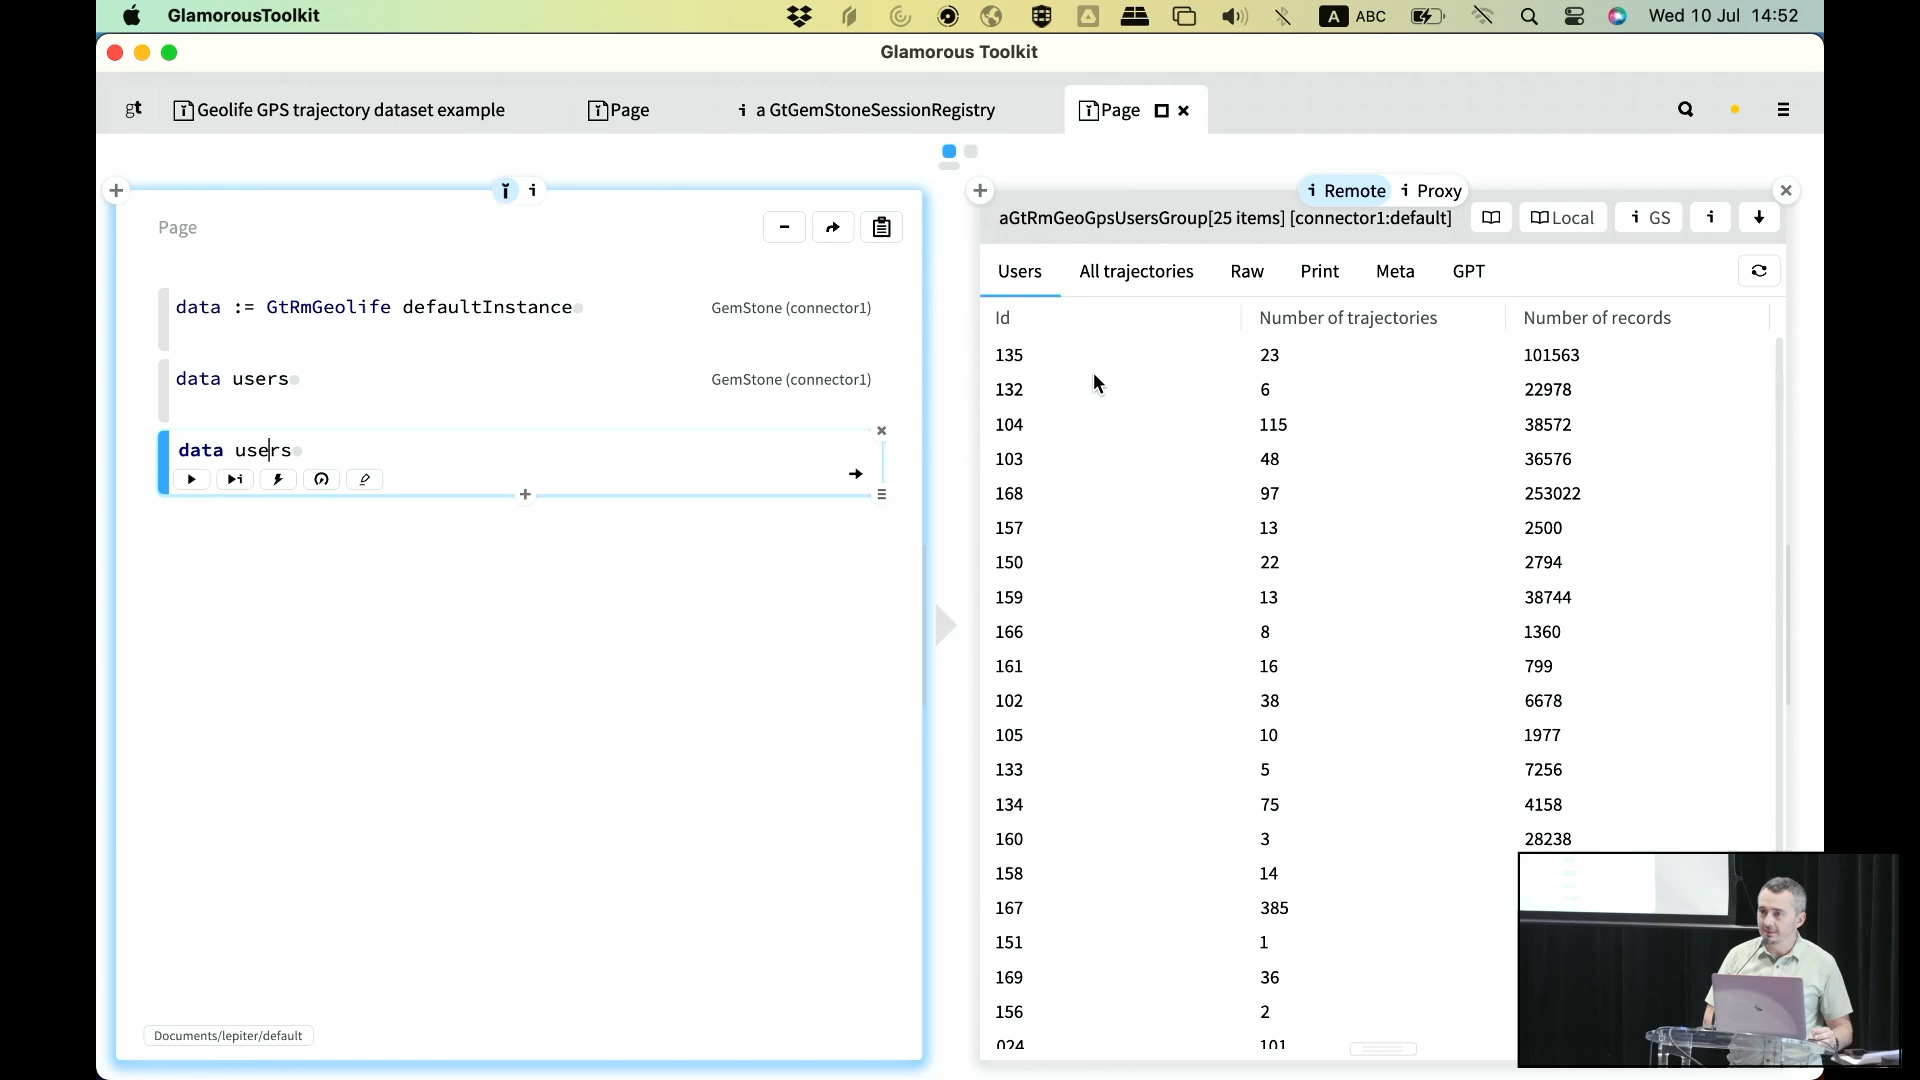 GlamorousToolkit
A ABC
Wed 10 Jul 14:52
Glamorous Toolkit
gt
Geolife GPS trajectory dataset example
Page
i a GtGemStoneSessionRegistry
Page
i
i Remote
i Proxy
Page
aGtRmGeoGpsUsersGroup[25 items] [connector1:default]
Local
i GS
i
Users
All trajectories
Raw
Print
Meta
GPT
data := GtRmGeolife defaultInstance
GemStone (connector1)
data users
GemStone (connector1)
data users
Id Number of trajectories Number of records
135 23 101563
132 6 22978
104 115 38572
103 48 36576
168 97 253022
157 13 2500
150 22 2794
159 13 38744
166 8 1360
161 16 799
102 38 6678
105 10 1977
133 5 7256
134 75 4158
160 3 28238
158 14
167 385
151 1
169 36
156 2
024 101
Documents/lepiter/default